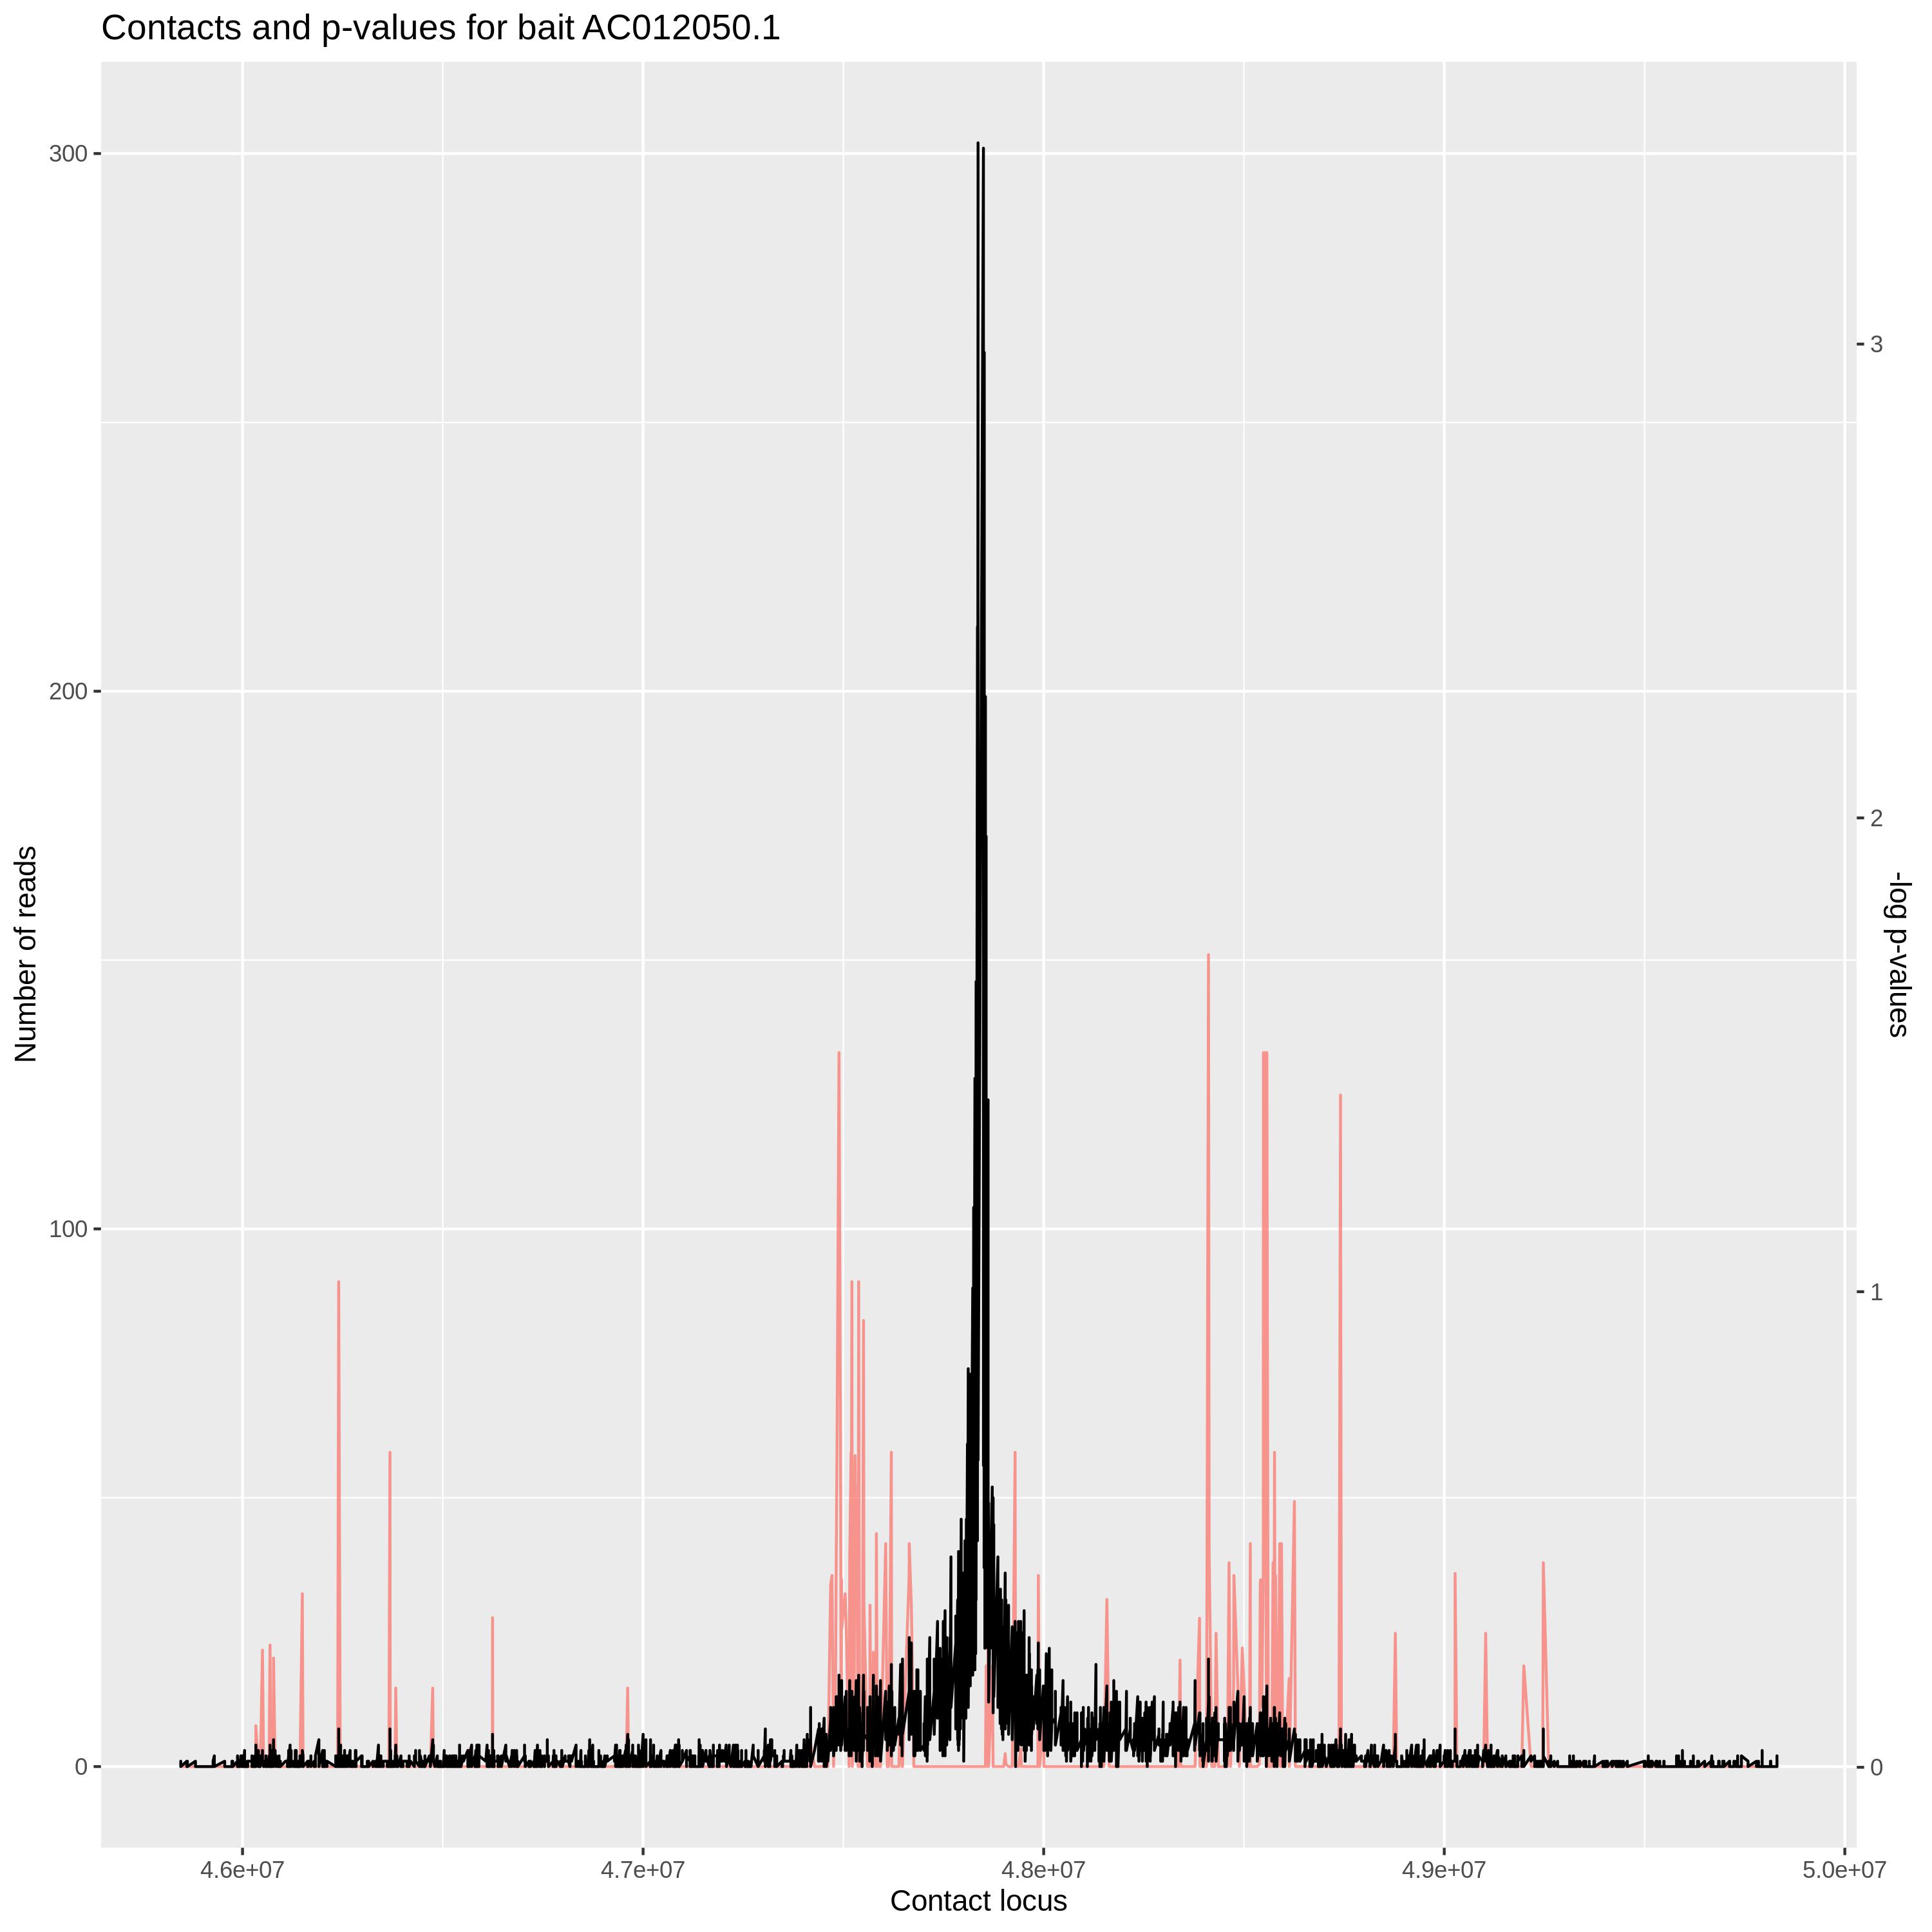 Contacts and p-values for bait AC012050.1
300
200
100
0
Number of reads
3
2
1
0
-log p-values
4.6e+07 4.7e+07 4.8e+07 4.9e+07 5.0e+07
Contact locus